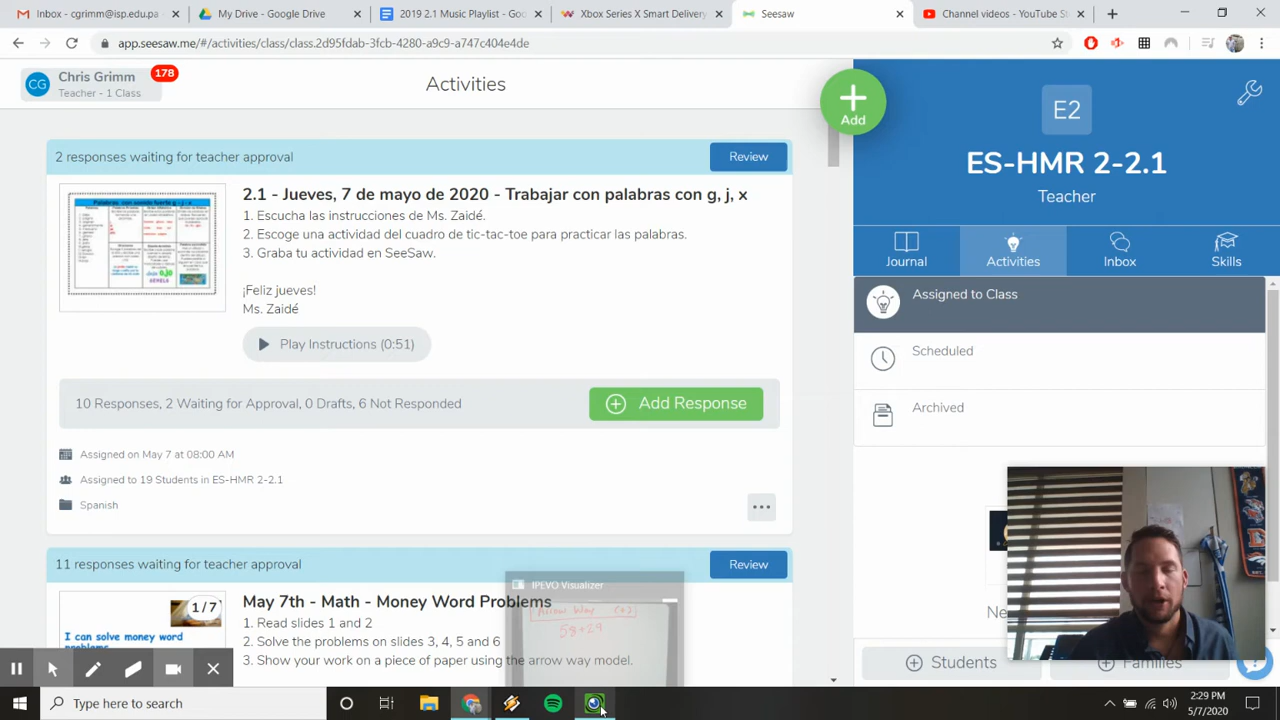 Inbox - cgrimm@isp.edu.pa
My Drive - Google Drive
2019 2.1 Music Playlist - Goo
Xbox Series X Smart Delivery
Seesaw
Channel videos - YouTube St
app.seesaw.me/#/activities/class/class.2d95fdab-3fcb-4280-a9c9-a747c404e4de
CG
Chris Grimm
178
Teacher - 1 Class
Activities
Add
E2
ES-HMR 2-2.1
Teacher
Journal
Activities
Inbox
Skills
Assigned to Class
Scheduled
Archived
2 responses waiting for teacher approval
Review
2.1 - Jueves, 7 de mayo de 2020 - Trabajar con palabras con g, j, x
1. Escucha las instrucciones de Ms. Zaidé.
2. Escoge una actividad del cuadro de tic-tac-toe para practicar las palabras.
3. Graba tu actividad en SeeSaw.
¡Feliz jueves!
Ms. Zaidé
Play Instructions (0:51)
10 Responses, 2 Waiting for Approval, 0 Drafts, 6 Not Responded
Add Response
Assigned on May 7 at 08:00 AM
Assigned to 19 Students in ES-HMR 2-2.1
Spanish
11 responses waiting for teacher approval
Review
IPEVO Visualizer
1 / 7
I can solve money word
problems
May 7th - Math - Money Word Problems
1. Read slides 1 and 2
2. Solve the problems on slides 3, 4, 5 and 6
3. Show your work on a piece of paper using the arrow way model.
Arrow Way (+2)
58+29
Students
Families
Type here to search
2:29 PM
5/7/2020